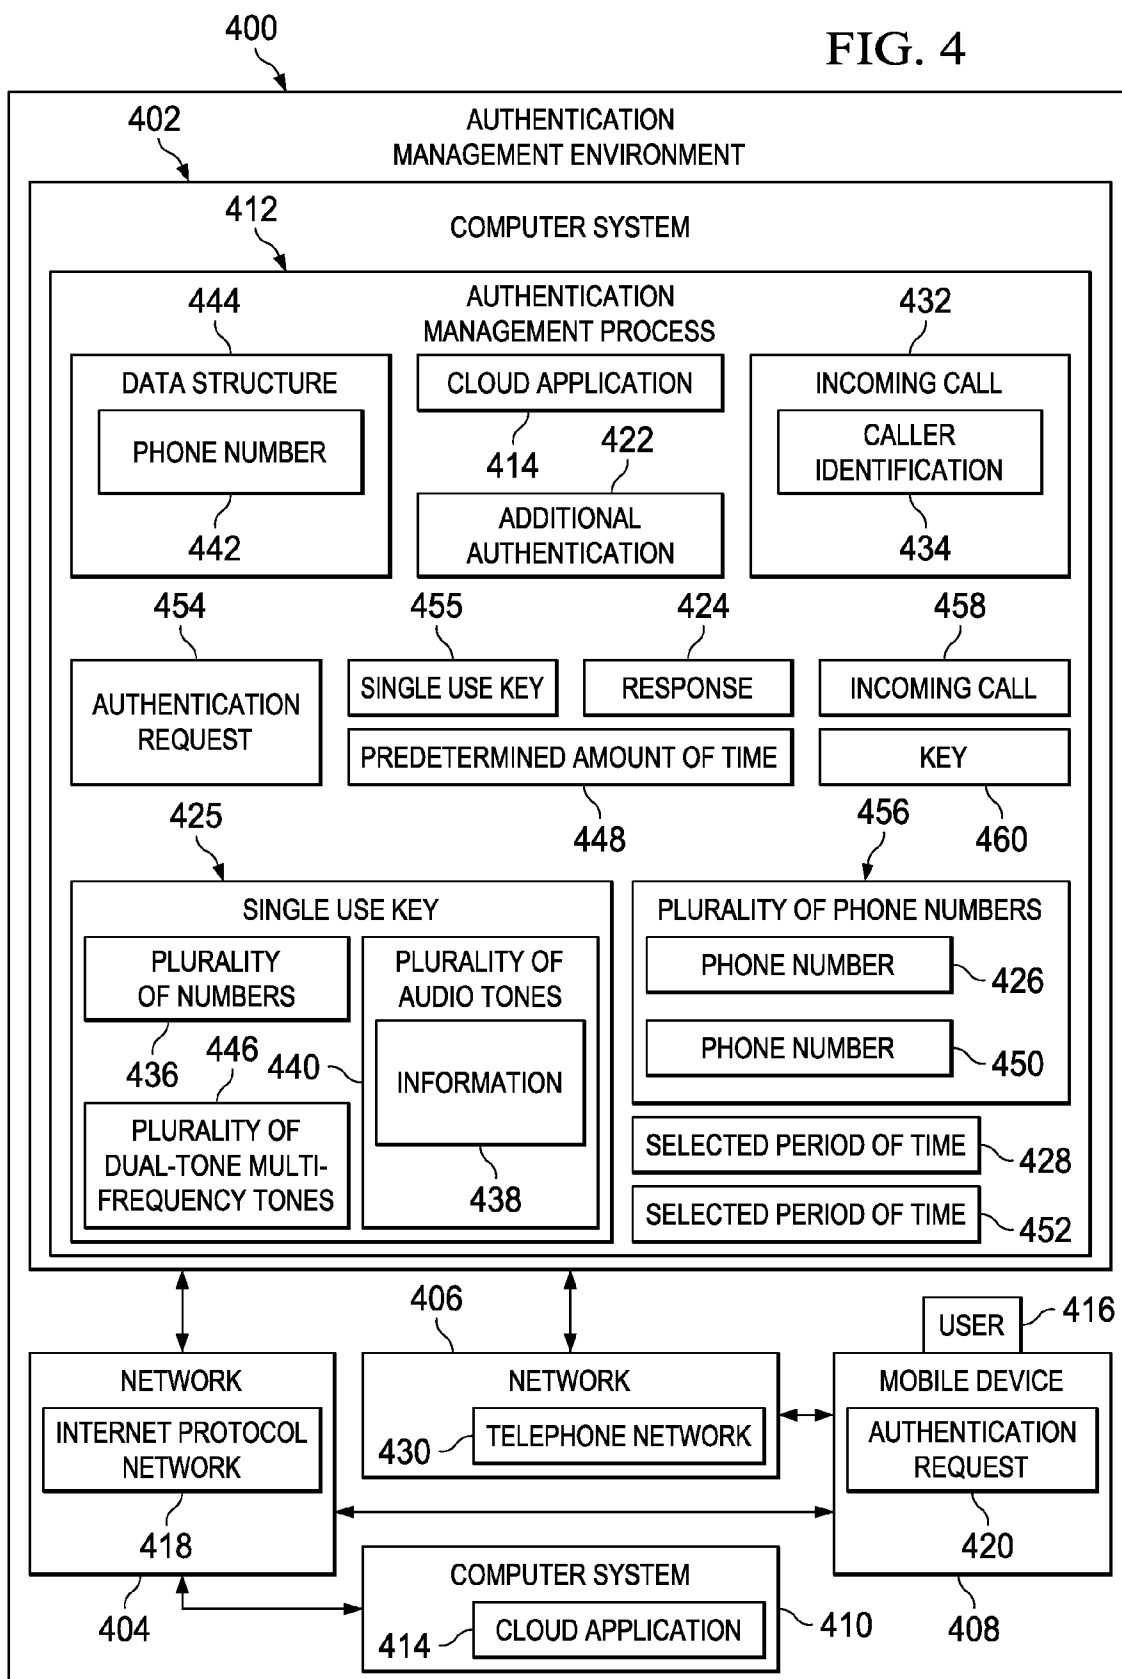 FIG. 4
400
402
AUTHENTICATION
MANAGEMENT ENVIRONMENT
412
COMPUTER SYSTEM
444
AUTHENTICATION
MANAGEMENT PROCESS
432
DATA STRUCTURE
PHONE NUMBER
442
CLOUD APPLICATION
414
422
ADDITIONAL
AUTHENTICATION
INCOMING CALL
CALLER
IDENTIFICATION
434
454
455
424
458
AUTHENTICATION
REQUEST
SINGLE USE KEY
RESPONSE
INCOMING CALL
PREDETERMINED AMOUNT OF TIME
KEY
425
448
456
460
SINGLE USE KEY
PLURALITY
OF NUMBERS
436
446
440
PLURALITY OF
AUDIO TONES
INFORMATION
438
PLURALITY OF
DUAL-TONE MULTI-
FREQUENCY TONES
PLURALITY OF PHONE NUMBERS
PHONE NUMBER
426
PHONE NUMBER
450
SELECTED PERIOD OF TIME
428
SELECTED PERIOD OF TIME
452
406
USER
416
NETWORK
INTERNET PROTOCOL
NETWORK
418
404
NETWORK
430
TELEPHONE NETWORK
MOBILE DEVICE
AUTHENTICATION
REQUEST
420
408
COMPUTER SYSTEM
414
CLOUD APPLICATION
410